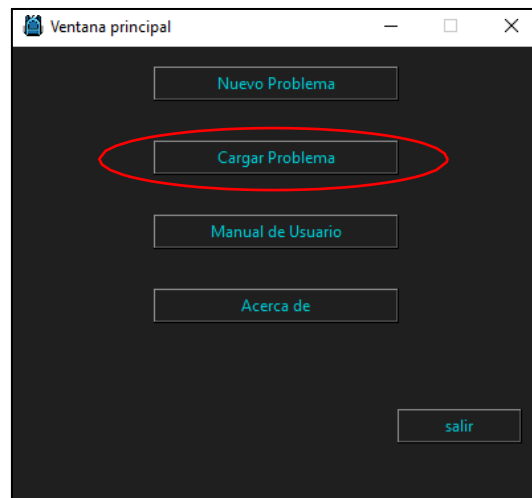 Ventana principal
Nuevo Problema
Cargar Problema
Manual de Usuario
Acerca de
salir